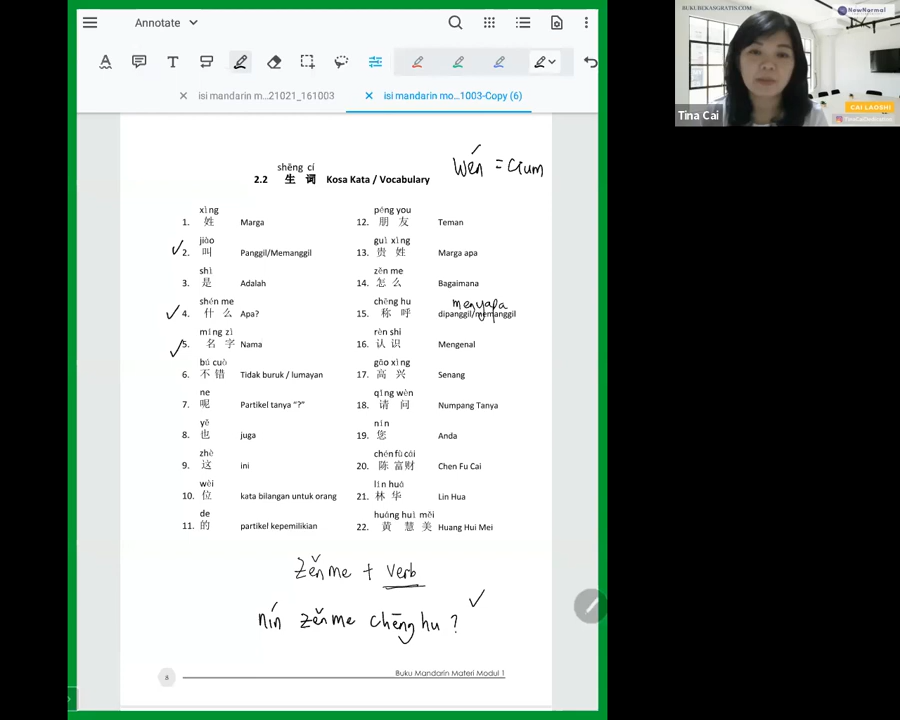 Annotate
isi mandarin m...21021_161003
isi mandarin mo...1003-Copy (6)
BUKUBEKASGRATIS.COM
NewNormal
CAI LAOSHI
Tina Cai
wén = cium
shēng cí
2.2 生 词 Kosa Kata / Vocabulary
xìng
1. 姓 Marga
jiào
2. 叫 Panggil/Memanggil
shì
3. 是 Adalah
shén me
4. 什 么 Apa?
míng zì
5. 名 字 Nama
bú cuò
6. 不 错 Tidak buruk / lumayan
ne
7. 呢 Partikel tanya "?"
yě
8. 也 juga
zhè
9. 这 ini
wèi
10. 位 kata bilangan untuk orang
de
11. 的 partikel kepemilikian
péng you
12. 朋 友 Teman
guì xìng
13. 贵 姓 Marga apa
zěn me
14. 怎 么 Bagaimana
chēng hu
menyapa
15. 称 呼 dipanggil/memanggil
rèn shi
16. 认 识 Mengenal
gāo xìng
17. 高 兴 Senang
qǐng wèn
18. 请 问 Numpang Tanya
nín
19. 您 Anda
chén fù cái
20. 陈 富财 Chen Fu Cai
lín huá
21. 林 华 Lin Hua
huáng huì měi
22. 黄 慧 美 Huang Hui Mei
zěnme + verb
nín zěnme chēng hu ?
8
Buku Mandarin Materi Modul 1